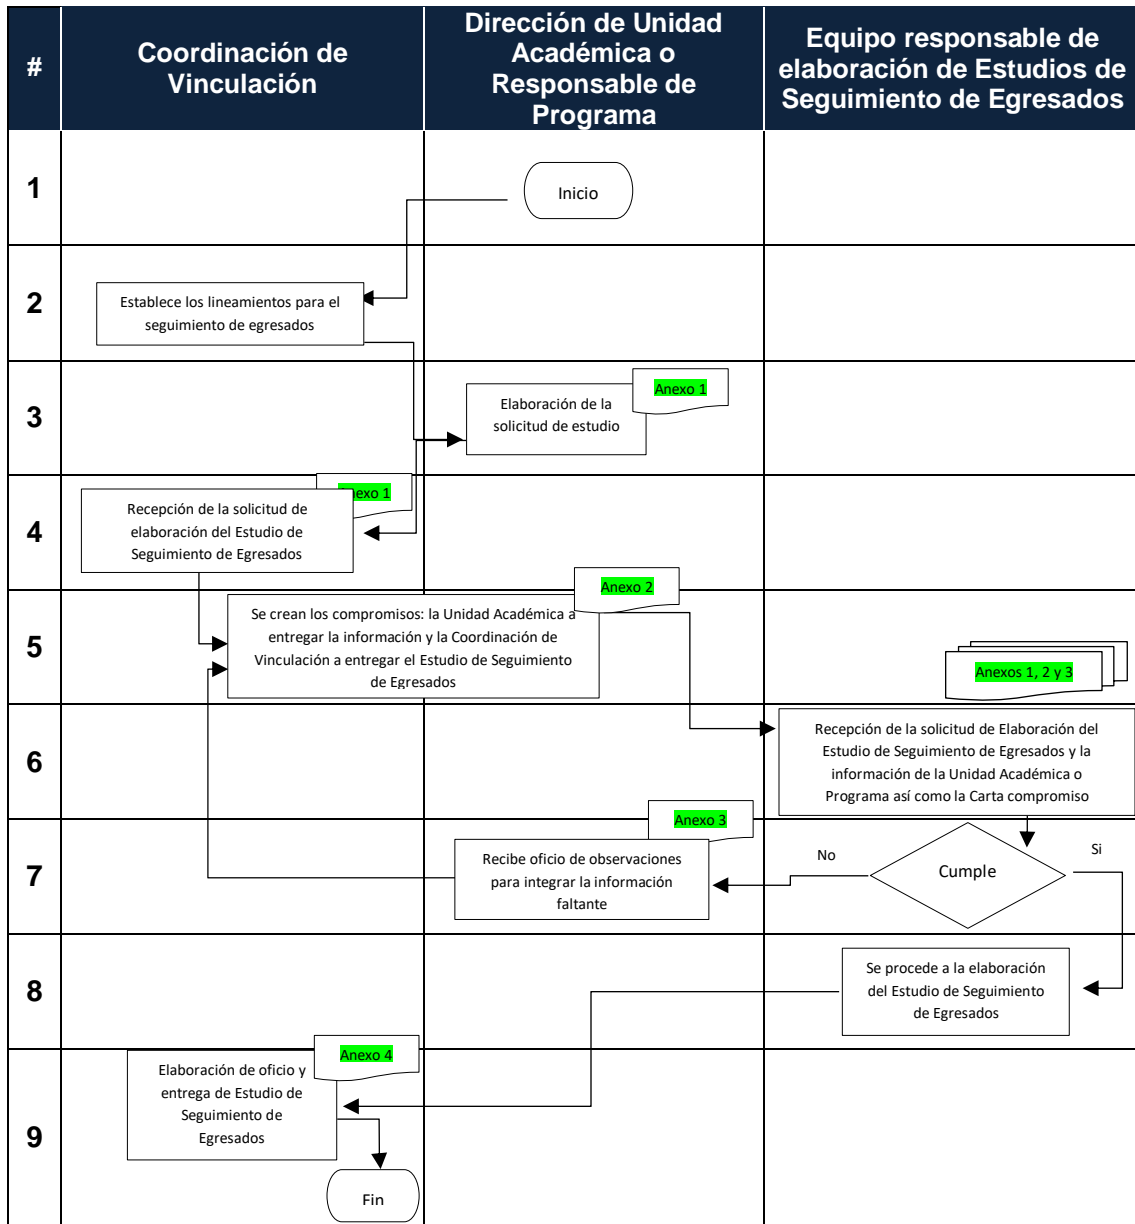 #
Coordinación de
Vinculación
Dirección de Unidad
Académica o
Responsable de
Programa
Equipo responsable de
elaboración de Estudios de
Seguimiento de Egresados
1
Inicio
2
Establece los lineamientos para el
seguimiento de egresados
3
Anexo 1
Elaboración de la
solicitud de estudio
4
nexo 1
Recepción de la solicitud de
elaboración del Estudio de
Seguimiento de Egresados
5
Anexo 2
Se crean los compromisos: la Unidad Académica a
entregar la información y la Coordinación de
Vinculación a entregar el Estudio de Seguimiento
de Egresados
Anexos 1, 2 y 3
6
Recepción de la solicitud de Elaboración del
Estudio de Seguimiento de Egresados y la
información de la Unidad Académica o
Programa así como la Carta compromiso
7
Anexo 3
Recibe oficio de observaciones
para integrar la información
faltante
No
Cumple
Si
8
Se procede a la elaboración
del Estudio de Seguimiento
de Egresados
9
Anexo 4
Elaboración de oficio y
entrega de Estudio de
Seguimiento de
Egresados
Fin